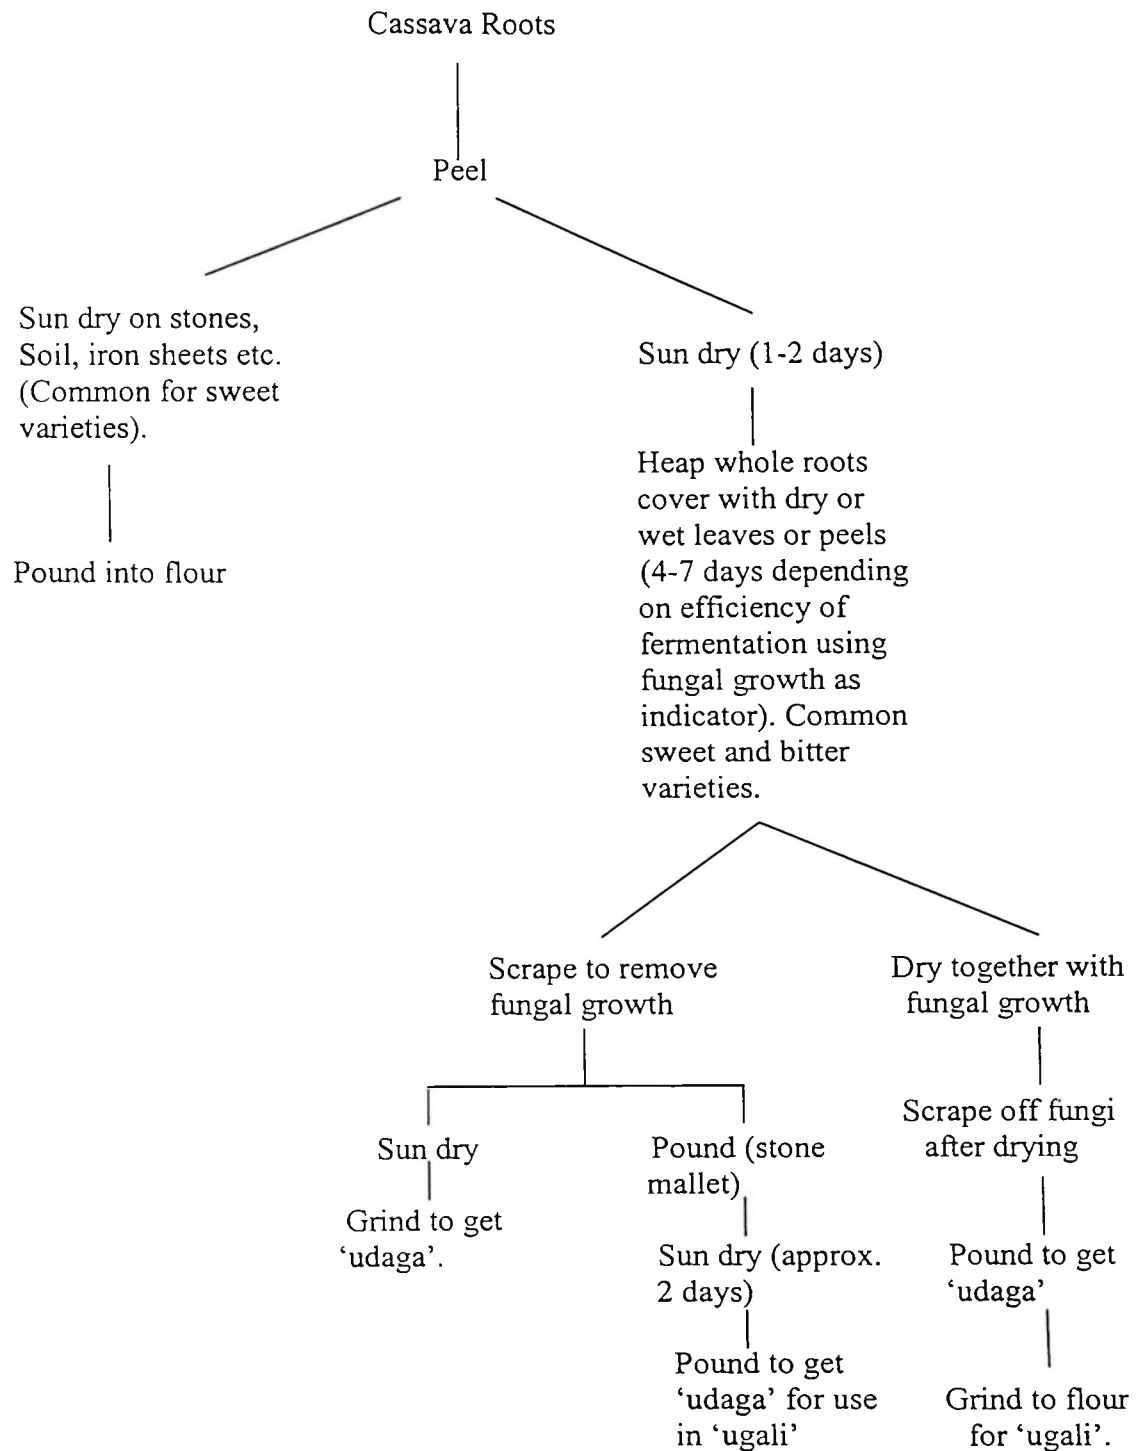 Cassava Roots
Peel
Sun dry on stones,
Soil, iron sheets etc.
(Common for sweet
varieties).
Pound into flour
Sun dry (1-2 days)
Heap whole roots
cover with dry or
wet leaves or peels
(4-7 days depending
on efficiency of
fermentation using
fungal growth as
indicator). Common
sweet and bitter
varieties.
Scrape to remove
fungal growth
Sun dry
Grind to get
‘udaga’.
Pound (stone
mallet)
Sun dry (approx.
2 days)
Pound to get
‘udaga’ for use
in ‘ugali’
Dry together with
fungal growth
Scrape off fungi
after drying
Pound to get
‘udaga’
Grind to flour
for ‘ugali’.